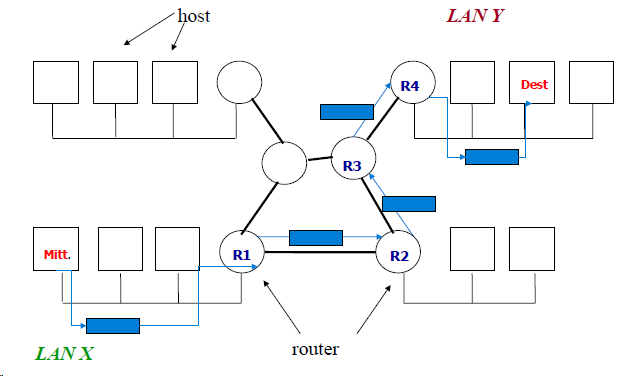 host
LAN Y
R4
Dest
R3
Mitt.
R1
R2
LAN X
router